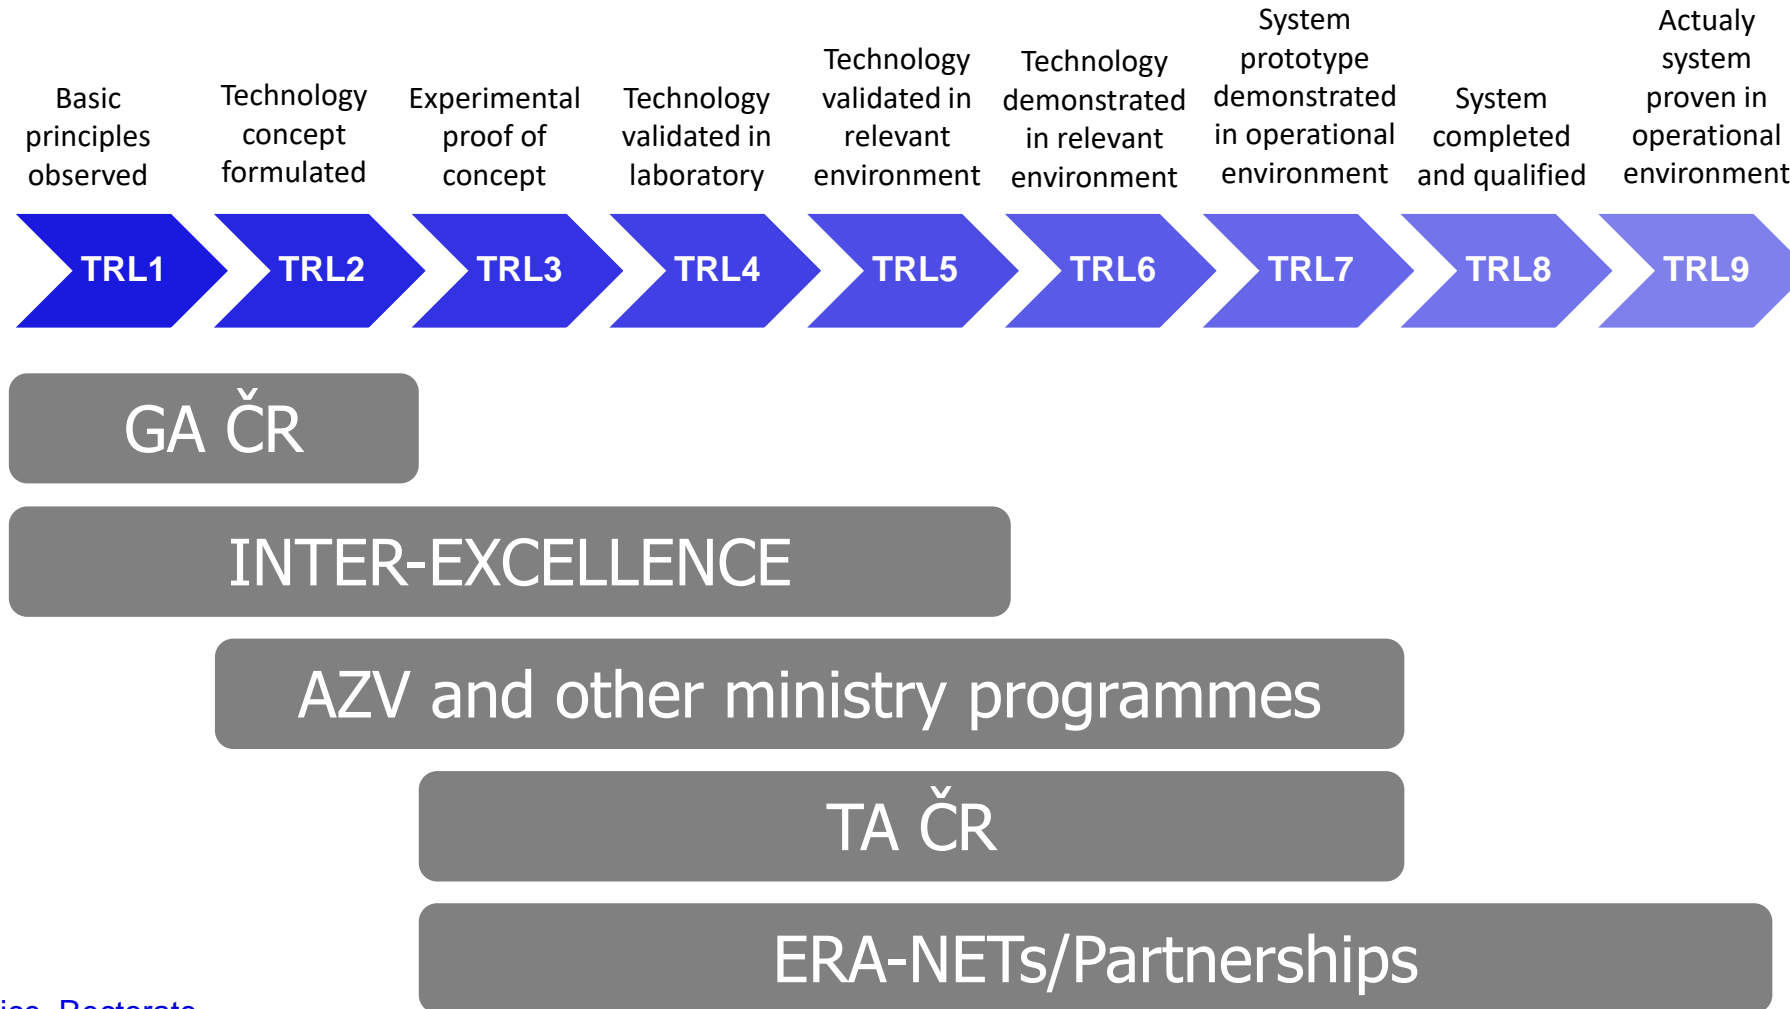 Basic
principles
observed
Technology
concept
formulated
Experimental
proof of
concept
Technology
validated in
laboratory
Technology
validated in
relevant
environment
Technology
demonstrated
in relevant
environment
System
prototype
demonstrated
in operational
environment
System
completed
and qualified
Actualy
system
proven in
operational
environment
TRL1
TRL2
TRL3
TRL4
TRL5
TRL6
TRL7
TRL8
TRL9
GA ČR
INTER-EXCELLENCE
AZV and other ministry programmes
TA ČR
ERA-NETs/Partnerships
Rectorate